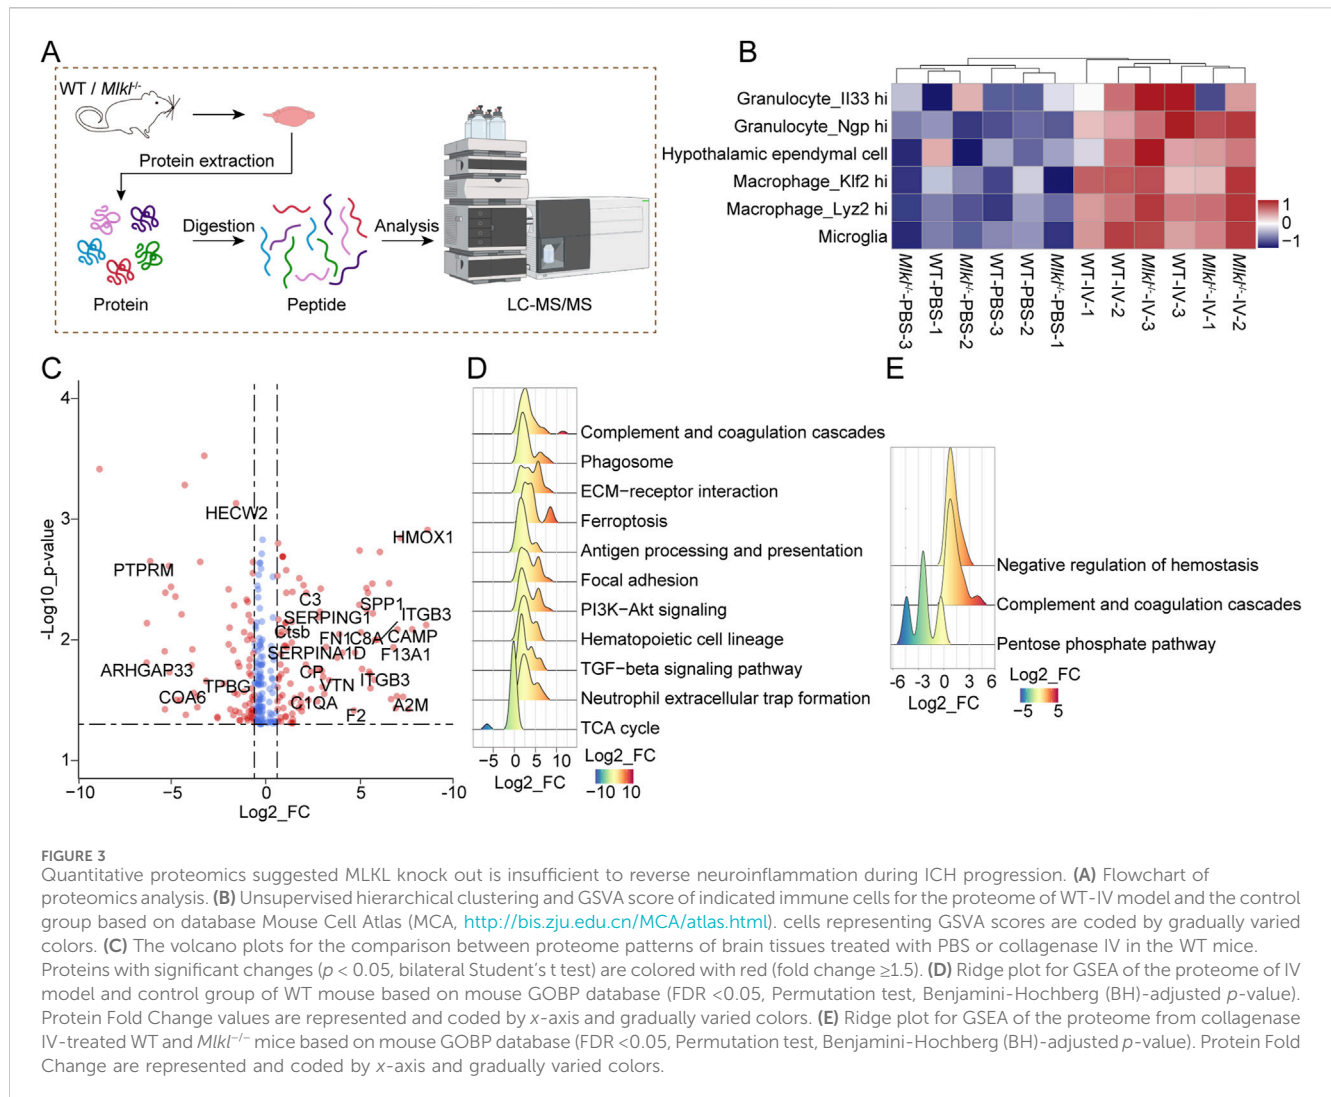 A
WT / Mlkl-/-
Protein extraction
Digestion
Analysis
Protein
Peptide
LC-MS/MS
B
Granulocyte_Il33 hi
Granulocyte_Ngp hi
Hypothalamic ependymal cell
Macrophage_Klf2 hi
Macrophage_Lyz2 hi
Microglia
1
0
−1
Mlkl-/--PBS-3
WT-PBS-1
Mlkl-/--PBS-2
WT-PBS-3
WT-PBS-2
Mlkl-/--PBS-1
WT-IV-1
WT-IV-2
Mlkl-/--IV-3
WT-IV-3
Mlkl-/--IV-1
Mlkl-/--IV-2
C
-Log10_p-value
4
3
2
1
HECW2
HMOX1
PTPRM
C3
SPP1
SERPING1
ITGB3
Ctsb
FN1
C8A
CAMP
SERPINA1D
F13A1
ARHGAP33
CP
ITGB3
TPBG
VTN
COA6
C1QA
A2M
F2
−10
−5
0
5
-10
Log2_FC
D
Complement and coagulation cascades
Phagosome
ECM−receptor interaction
Ferroptosis
Antigen processing and presentation
Focal adhesion
PI3K−Akt signaling
Hematopoietic cell lineage
TGF−beta signaling pathway
Neutrophil extracellular trap formation
TCA cycle
−5 0 5 10
Log2_FC
Log2_FC
−10 10
E
Negative regulation of hemostasis
Complement and coagulation cascades
Pentose phosphate pathway
−6 −3 0 3 6
Log2_FC
Log2_FC
−5 5
FIGURE 3
Quantitative proteomics suggested MLKL knock out is insufficient to reverse neuroinflammation during ICH progression. (A) Flowchart of
proteomics analysis. (B) Unsupervised hierarchical clustering and GSVA score of indicated immune cells for the proteome of WT-IV model and the control
group based on database Mouse Cell Atlas (MCA, http://bis.zju.edu.cn/MCA/atlas.html). cells representing GSVA scores are coded by gradually varied
colors. (C) The volcano plots for the comparison between proteome patterns of brain tissues treated with PBS or collagenase IV in the WT mice.
Proteins with significant changes (p < 0.05, bilateral Student's t test) are colored with red (fold change ≥1.5). (D) Ridge plot for GSEA of the proteome of IV
model and control group of WT mouse based on mouse GOBP database (FDR <0.05, Permutation test, Benjamini-Hochberg (BH)-adjusted p-value).
Protein Fold Change values are represented and coded by x-axis and gradually varied colors. (E) Ridge plot for GSEA of the proteome from collagenase
IV-treated WT and Mlkl−/− mice based on mouse GOBP database (FDR <0.05, Permutation test, Benjamini-Hochberg (BH)-adjusted p-value). Protein Fold
Change are represented and coded by x-axis and gradually varied colors.